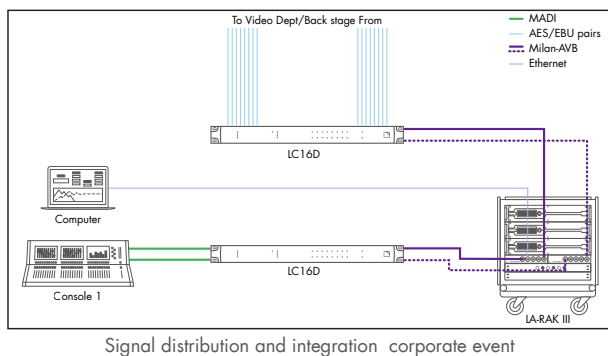 To Video Dept/Back stage From
MADI
AES/EBU pairs
Milan-AVB
Ethernet
LC16D
Computer
LC16D
Console 1
LA-RAK III
Signal distribution and integration corporate event